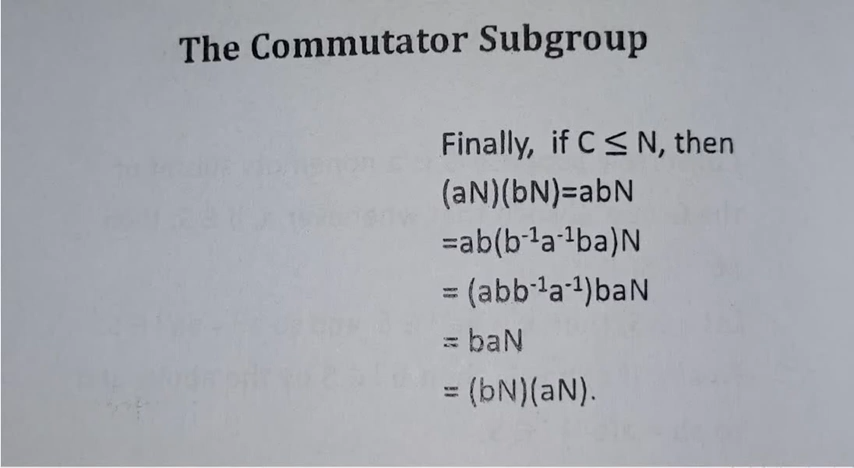 The Commutator Subgroup
Finally, if C ≤ N, then
(aN)(bN)=abN
=ab(b⁻¹a⁻¹ba)N
= (abb⁻¹a⁻¹)baN
= baN
= (bN)(aN).